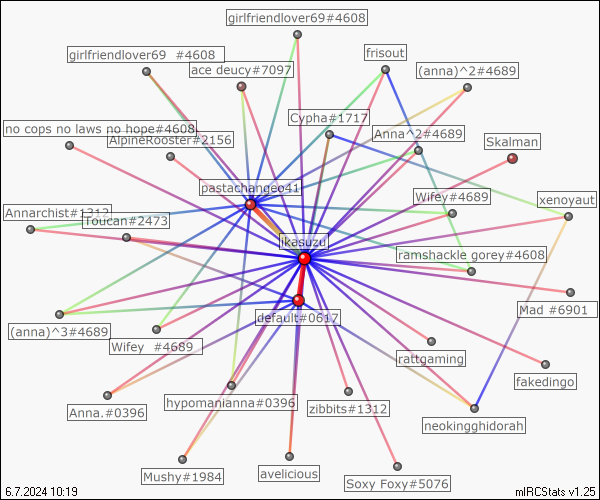 girlfriendlover69#4608
girlfriendlover69  #4608
frisout
ace deucy#7097
(anna)^2#4689
Cypha#1717
no cops no laws no hope#4608
AlpineRooster#2156
Anna^2#4689
Skalman
pastachangeo41
Wifey#4689
xenoyaut
Annarchist#1312
Toucan#2473
ikasuzu
ramshackle gorey#4608
Mad #6901
default#0617
(anna)^3#4689
Wifey  #4689
rattgaming
fakedingo
Anna.#0396
hypomanianna#0396
zibbits#1312
neokingghidorah
Mushy#1984
avelicious
Soxy Foxy#5076
6.7.2024 10:19
mIRCStats v1.25